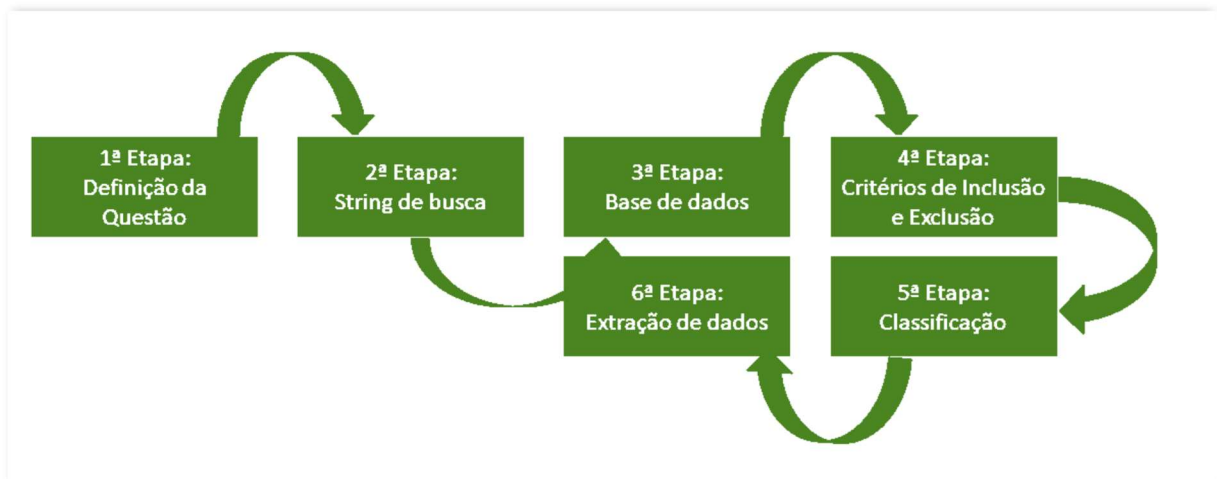 1ª Etapa:
Definição da
Questão
2ª Etapa:
String de busca
3ª Etapa:
Base de dados
4ª Etapa:
Critérios de Inclusão
e Exclusão
5ª Etapa:
Classificação
6ª Etapa:
Extração de dados